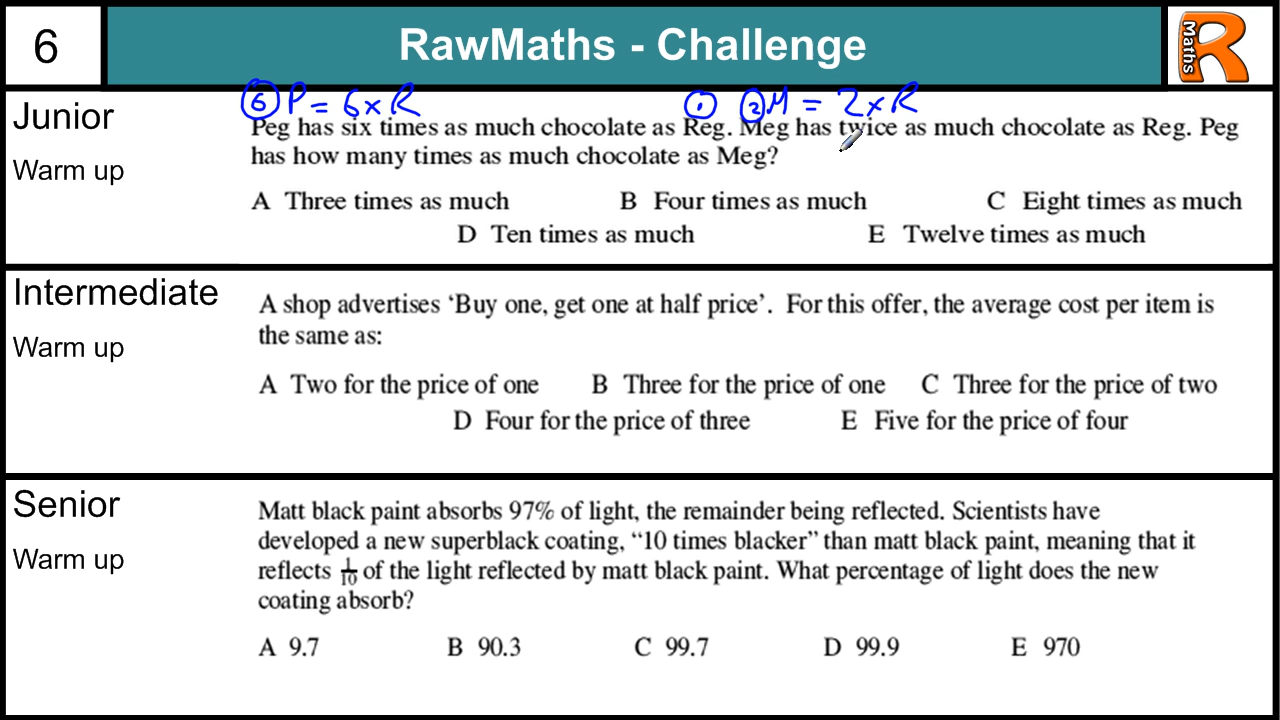 6
RawMaths - Challenge
Maths R
⑥ P = 6 × R ① ② M = 2 × R
Junior
Warm up
Peg has six times as much chocolate as Reg. Meg has twice as much chocolate as Reg. Peg
has how many times as much chocolate as Meg?
A Three times as much B Four times as much C Eight times as much
D Ten times as much E Twelve times as much
Intermediate
Warm up
A shop advertises ‘Buy one, get one at half price’. For this offer, the average cost per item is
the same as:
A Two for the price of one B Three for the price of one C Three for the price of two
D Four for the price of three E Five for the price of four
Senior
Warm up
Matt black paint absorbs 97% of light, the remainder being reflected. Scientists have
developed a new superblack coating, “10 times blacker” than matt black paint, meaning that it
reflects 1/10 of the light reflected by matt black paint. What percentage of light does the new
coating absorb?
A 9.7 B 90.3 C 99.7 D 99.9 E 970